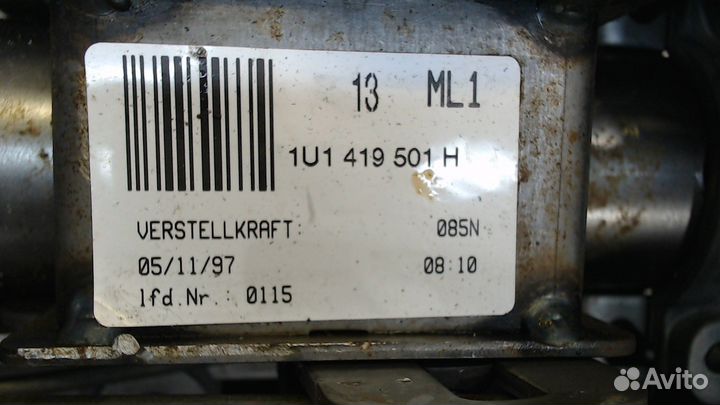 13 ML1
1U1 419 501 H
VERSTELLKRAFT: 085N
05/11/97 08:10
lfd.Nr.: 0115
Avito